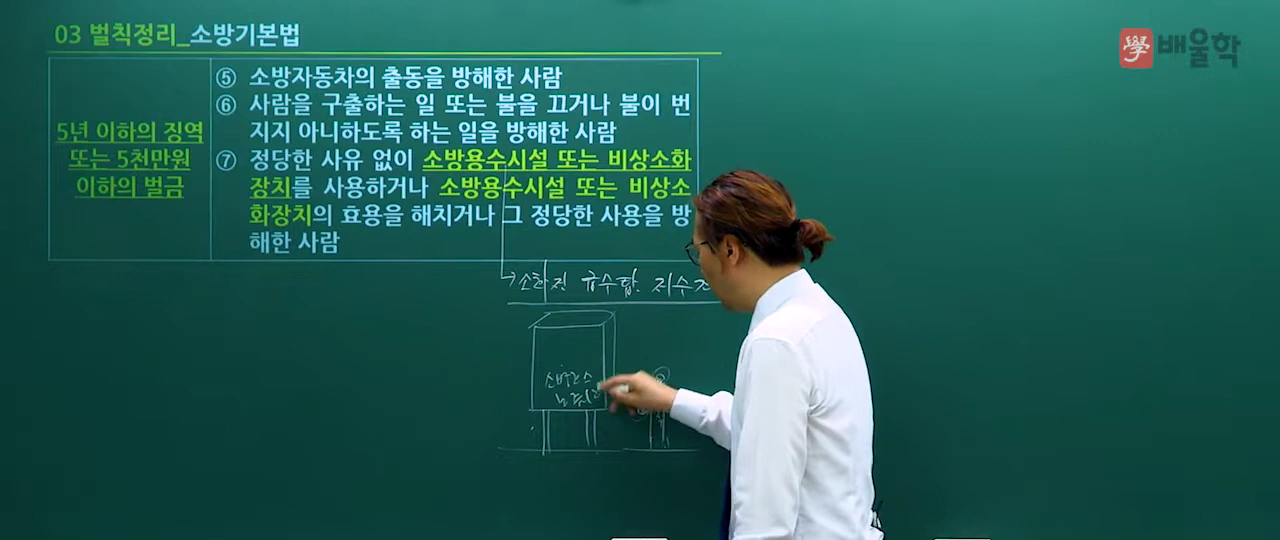 03 벌칙정리_소방기본법
學 배울학
5년 이하의 징역
또는 5천만원
이하의 벌금
⑤ 소방자동차의 출동을 방해한 사람
⑥ 사람을 구출하는 일 또는 불을 끄거나 불이 번
지지 아니하도록 하는 일을 방해한 사람
⑦ 정당한 사유 없이 소방용수시설 또는 비상소화
장치를 사용하거나 소방용수시설 또는 비상소
화장치의 효용을 해치거나 그 정당한 사용을 방
해한 사람
소화전 급수탑 저수조